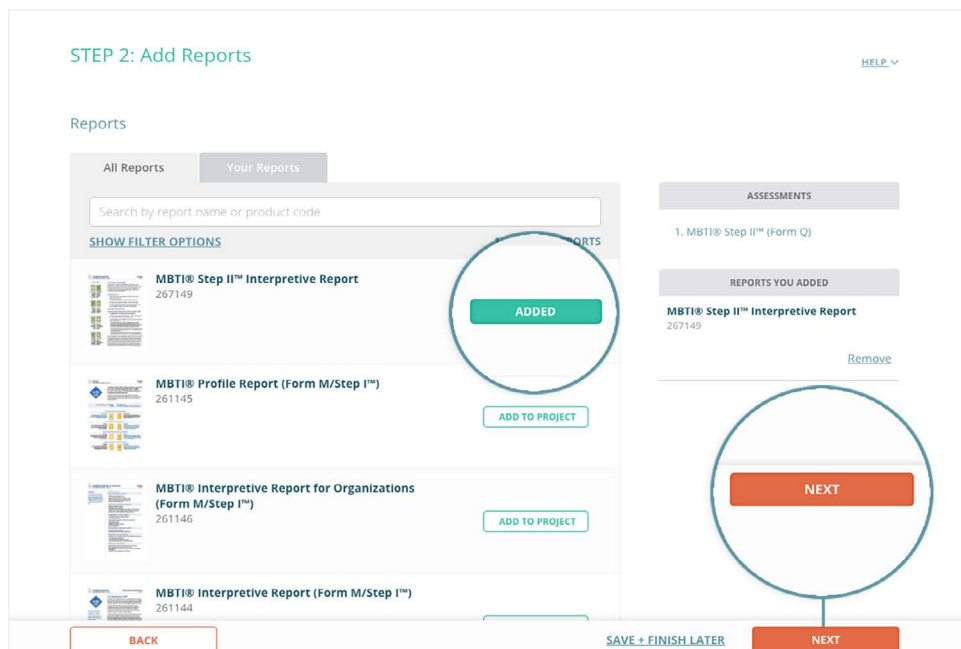 STEP 2: Add Reports
HELP
Reports
All Reports
Your Reports
Search by report name or product code
SHOW FILTER OPTIONS
ASSESSMENTS
1. MBTI® Step II™ (Form Q)
MBTI® Step II™ Interpretive Report
267149
ADDED
REPORTS YOU ADDED
MBTI® Step II™ Interpretive Report
267149
Remove
MBTI® Profile Report (Form M/Step I™)
261145
ADD TO PROJECT
NEXT
MBTI® Interpretive Report for Organizations
(Form M/Step I™)
261146
ADD TO PROJECT
MBTI® Interpretive Report (Form M/Step I™)
261144
BACK
SAVE + FINISH LATER
NEXT